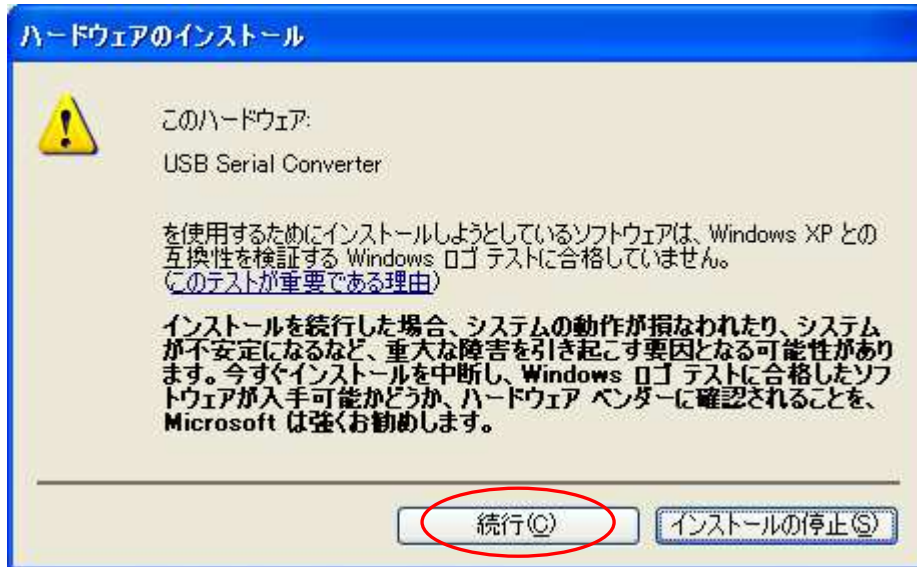 ハードウェアのインストール
このハードウェア:
USB Serial Converter
を使用するためにインストールしようとしているソフトウェアは、Windows XP との
互換性を検証する Windows ロゴ テストに合格していません。
(このテストが重要である理由)
インストールを続行した場合、システムの動作が損なわれたり、システム
が不安定になるなど、重大な障害を引き起こす要因となる可能性があり
ます。今すぐインストールを中断し、Windows ロゴ テストに合格したソフ
トウェアが入手可能かどうか、ハードウェア ベンダーに確認されることを、
Microsoft は強くお勧めします。
続行(C)
インストールの停止(S)